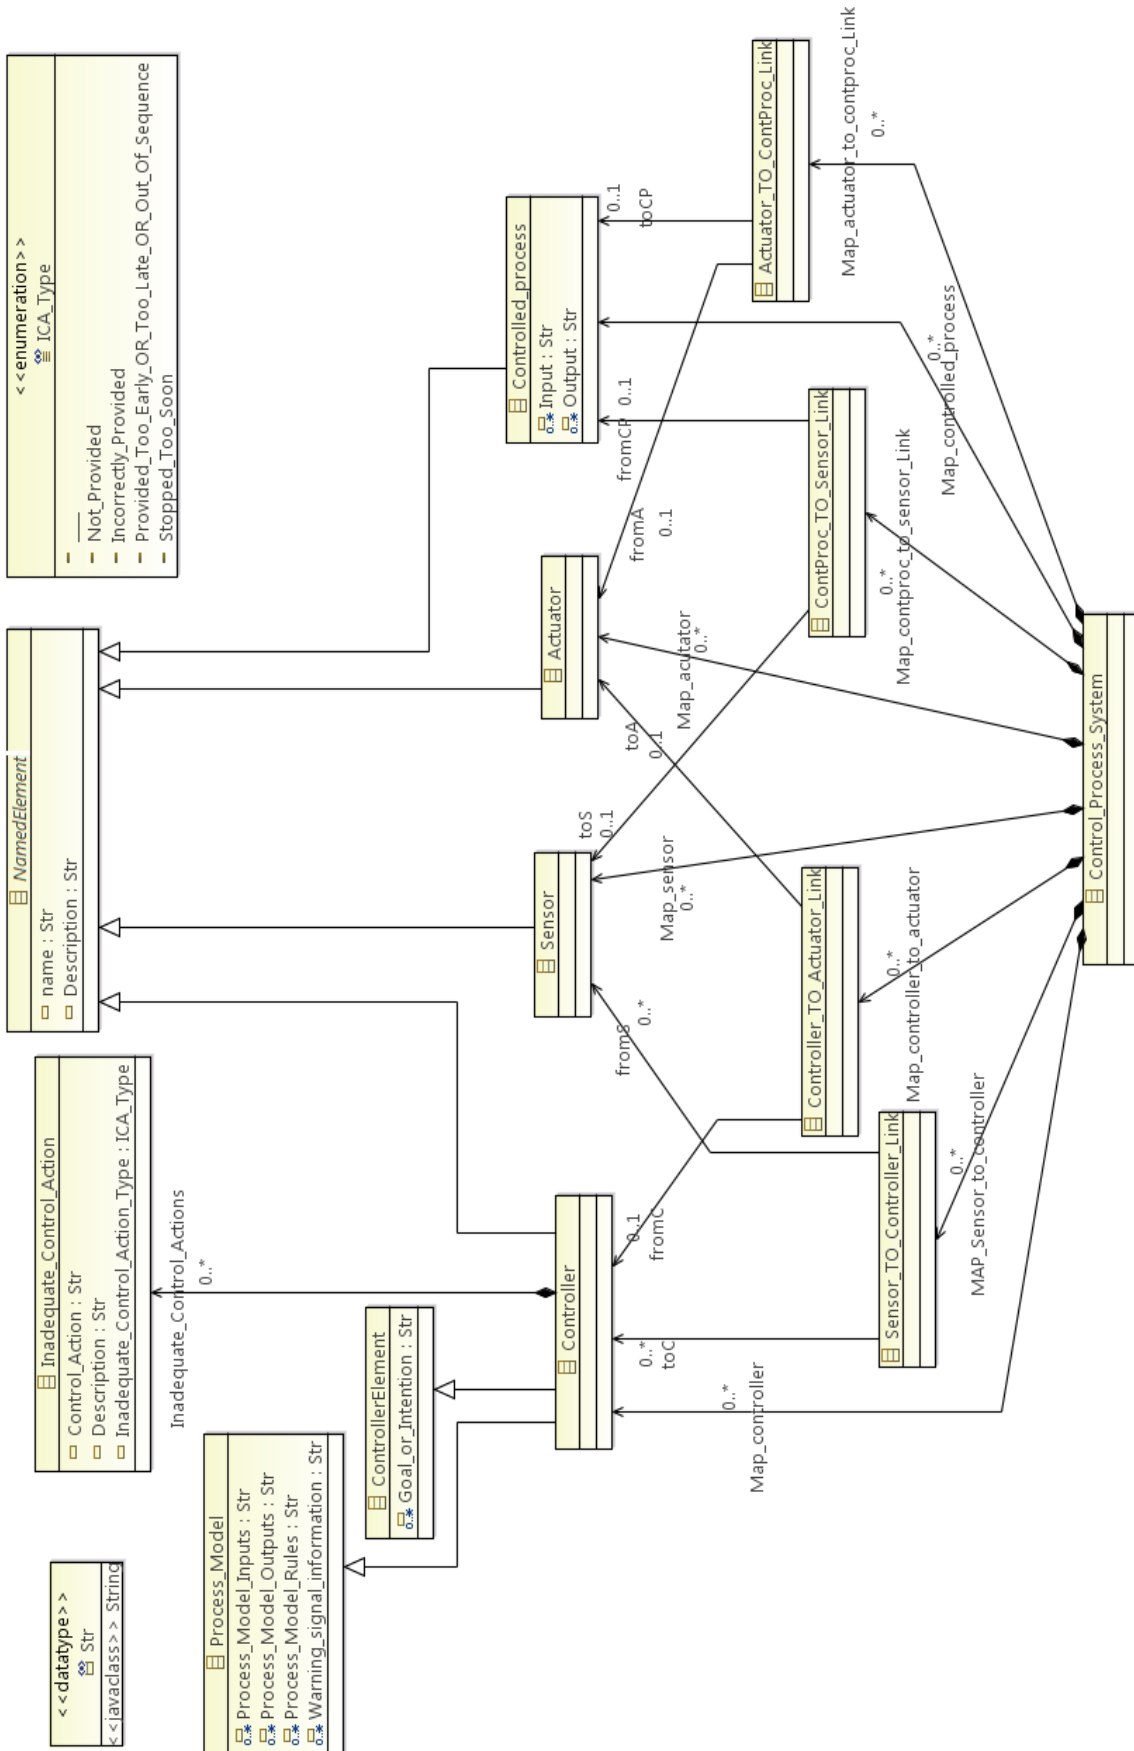 <<datatype>>
Str
<<javaclass>> String
Inadequate_Control_Action
Control_Action : Str
Description : Str
Inadequate_Control_Action_Type : ICA_Type
NamedElement
name : Str
Description : Str
<<enumeration>>
ICA_Type
__
Not_Provided
Incorrectly_Provided
Provided_Too_Early_OR_Too_Late_OR_Out_Of_Sequence
Stopped_Too_Soon
Inadequate_Control_Actions
0..*
Process_Model
0..* Process_Model_Inputs : Str
0..* Process_Model_Outputs : Str
0..* Process_Model_Rules : Str
0..* Warning_signal_information : Str
ControllerElement
0..* Goal_or_Intention : Str
Controller
Sensor
Actuator
Controlled_process
0..* Input : Str
0..* Output : Str
0..*
toC
0..1
fromC
fromS
0..*
toS
0..1
toA
0..1
fromA
0..1
fromCP
0..1
0..1
toCP
Map_controller
0..*
Map_sensor
0..*
Map_acutator
0..*
Sensor_TO_Controller_Link
Controller_TO_Actuator_Link
ContProc_TO_Sensor_Link
Actuator_TO_ContProc_Link
0..*
MAP_Sensor_to_controller
0..*
Map_controller_to_actuator
0..*
Map_contproc_to_sensor_Link
0..*
Map_controlled_process
Map_actuator_to_contproc_Link
0..*
Control_Process_System